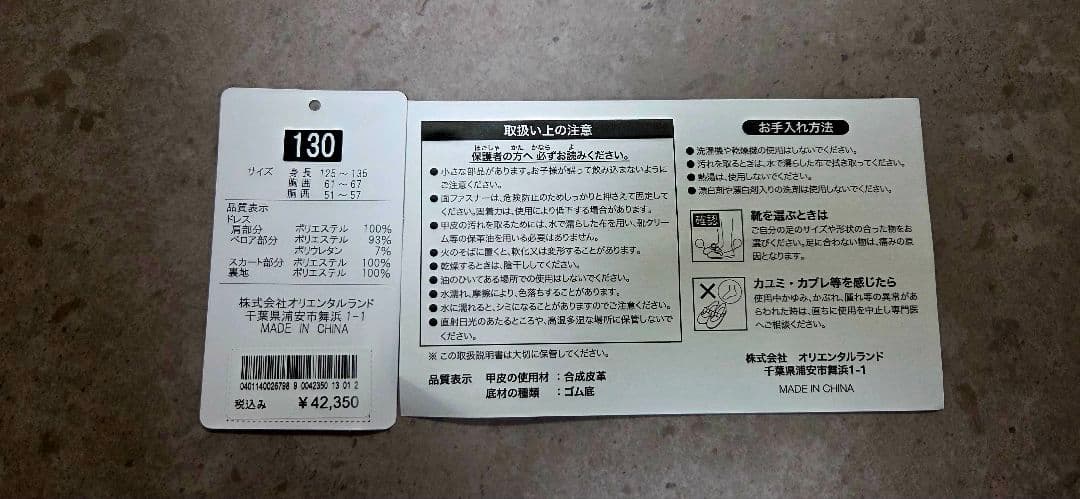 130
サイズ 身長 125～135
胸囲 61～67
胴囲 51～57
品質表示
ドレス
肩部分 ポリエステル 100%
ベロア部分 ポリエステル 93%
ポリウレタン 7%
スカート部分 ポリエステル 100%
裏地 ポリエステル 100%
株式会社オリエンタルランド
千葉県浦安市舞浜 1-1
MADE IN CHINA
0401140026798 9 0042350 13 01 2
税込み ￥42,350
取扱い上の注意
ほごしゃ かた かなら よ
保護者の方へ 必ずお読みください。
● 小さな部品があります。お子様が誤って飲み込まないように
ご注意ください。
● 面ファスナーは、危険防止のためしっかりと押さえて固定して
ください。固着力は、使用により低下する場合があります。
● 甲皮の汚れを取るためには、水で濡らした布を用い、靴クリー
ム等の保革油を用いる必要はありません。
● 火のそばに置くと、軟化又は変形することがあります。
● 乾燥するときは、陰干ししてください。
● 油のひいてある場所での使用はしないでください。
● 水濡れ、摩擦により、色落ちすることがあります。
● 水に濡れると、シミになることがありますのでご注意ください。
● 直射日光のあたるところや、高温多湿な場所に保管しないで
ください。
※ この取扱説明書は大切に保管してください。
品質表示 甲皮の使用材 ：合成皮革
底材の種類 ：ゴム底
お手入れ方法
● 洗濯機や乾燥機の使用はしないでください。
● 汚れを取るときは、水で濡らした布で拭き取ってください。
● 熱湯は、使用しないでください。
● 漂白剤や漂白剤入りの洗剤は使用しないでください。
確認
靴を選ぶときは
ご自分の足のサイズや形状の合った物をお
選びください。足に合わない物は、痛みの原
因となります。
カユミ・カブレ等を感じたら
使用中かゆみ、かぶれ、腫れ等の異常があ
らわれた時は、直ちに使用を中止し専門医
へご相談ください。
株式会社 オリエンタルランド
千葉県浦安市舞浜1-1
MADE IN CHINA